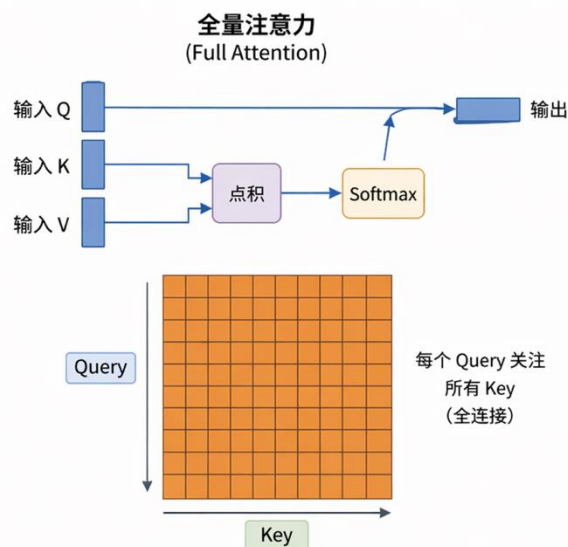 全量注意力
(Full Attention)
输入 Q
输出
输入 K
点积
Softmax
输入 V
Query
每个 Query 关注
所有 Key
（全连接）
Key